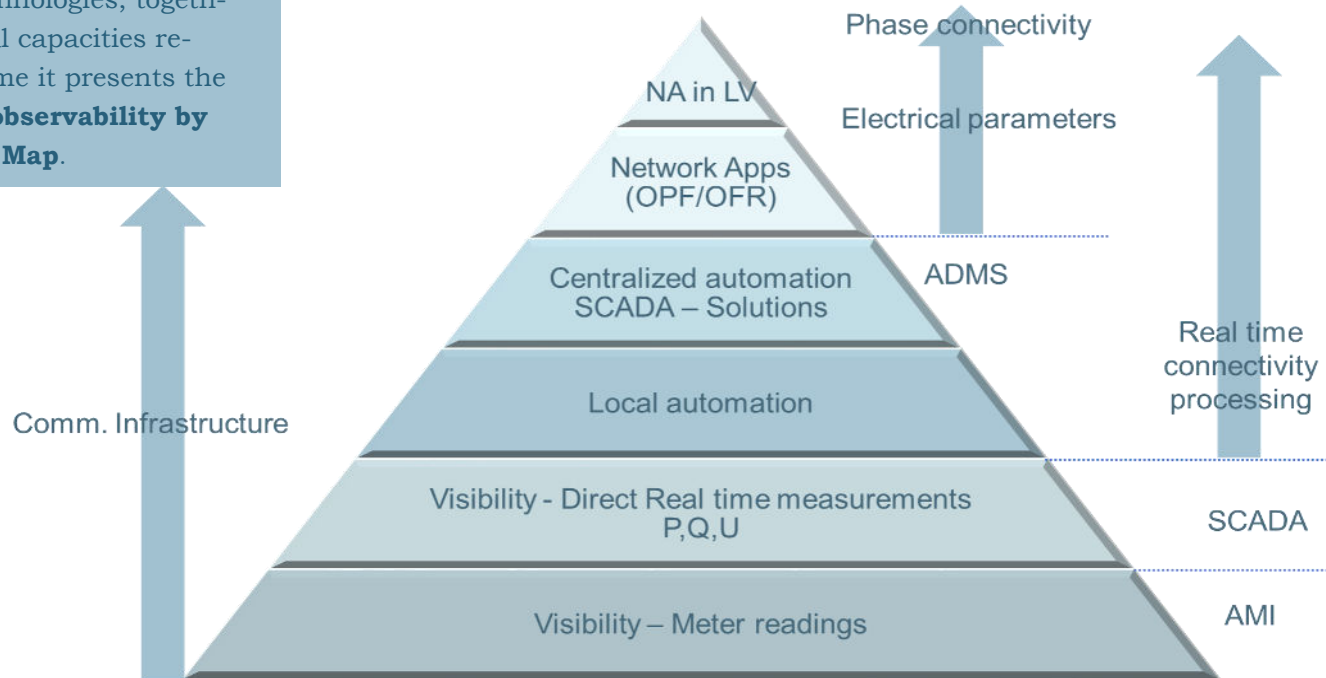 hnologies, togeth-
l capacities re-
me it presents the
observability by
Map.
Phase connectivity
NA in LV
Electrical parameters
Network Apps
(OPF/OFR)
Centralized automation
SCADA – Solutions
ADMS
Real time
connectivity
processing
Local automation
Comm. Infrastructure
Visibility - Direct Real time measurements
P,Q,U
SCADA
Visibility – Meter readings
AMI